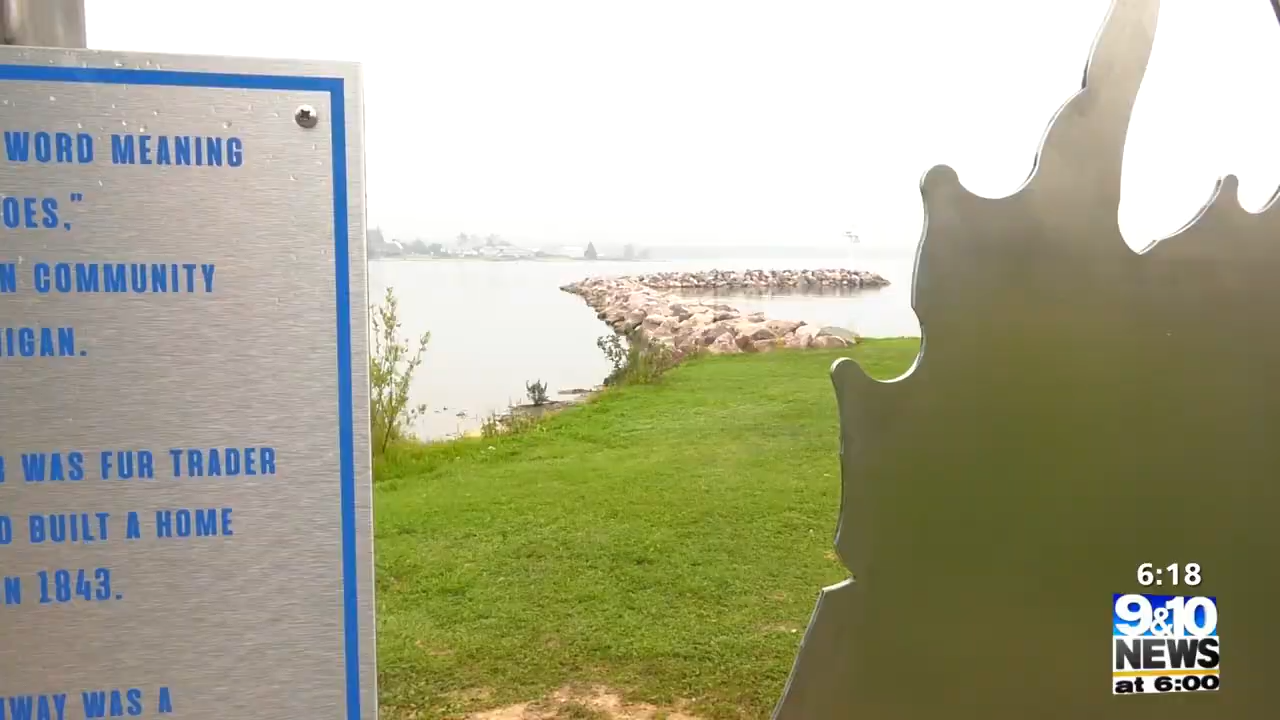 WORD MEANING
OES,"
N COMMUNITY
IGAN.
R WAS FUR TRADER
D BUILT A HOME
N 1843.
WAY WAS A
6:18
9&10
NEWS
at 6:00